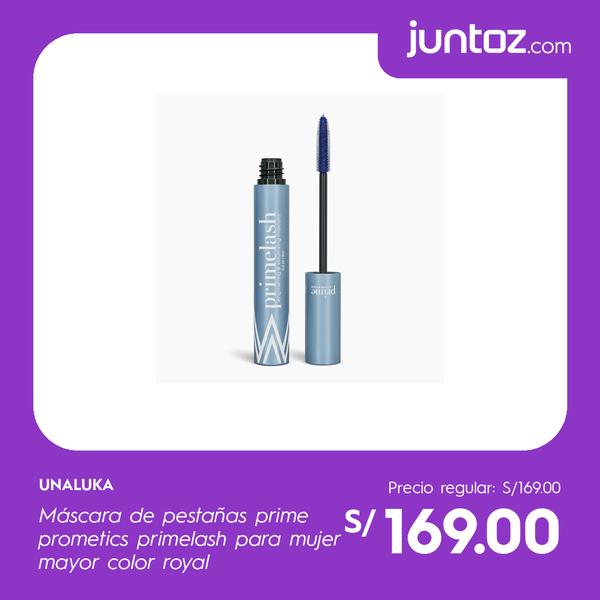 juntoz.com
primelash
prime
UNALUKA
Máscara de pestañas prime
prometics primelash para mujer
mayor color royal
Precio regular: S/169.00
S/ 169.00